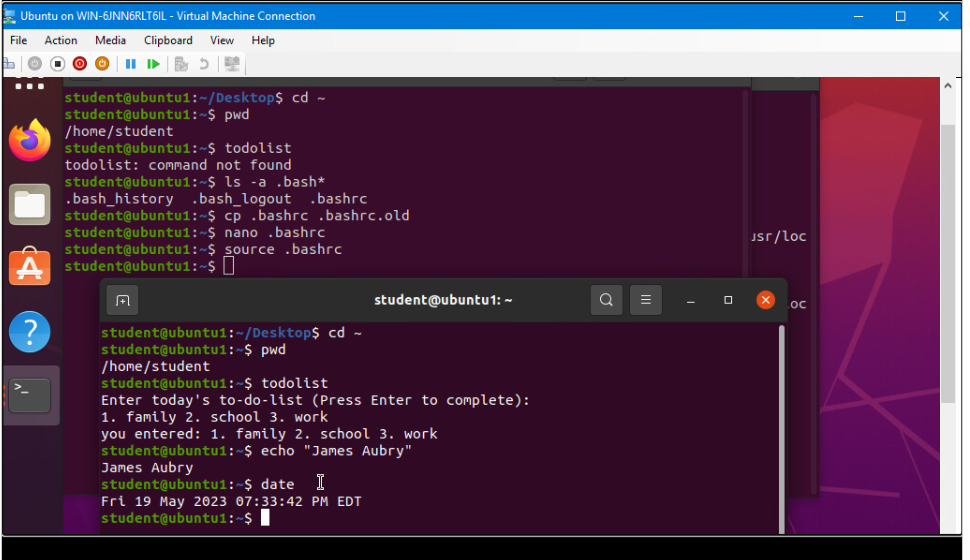 Ubuntu on WIN-6JNN6RLT6IL - Virtual Machine Connection
File Action Media Clipboard View Help
student@ubuntu1:~/Desktop$ cd ~
student@ubuntu1:~$ pwd
/home/student
student@ubuntu1:~$ todolist
todolist: command not found
student@ubuntu1:~$ ls -a .bash*
.bash_history .bash_logout .bashrc
student@ubuntu1:~$ cp .bashrc .bashrc.old
student@ubuntu1:~$ nano .bashrc
usr/loc
student@ubuntu1:~$ source .bashrc
student@ubuntu1:~$
student@ubuntu1: ~
loc
student@ubuntu1:~/Desktop$ cd ~
student@ubuntu1:~$ pwd
/home/student
student@ubuntu1:~$ todolist
Enter today's to-do-list (Press Enter to complete):
1. family 2. school 3. work
you entered: 1. family 2. school 3. work
student@ubuntu1:~$ echo "James Aubry"
James Aubry
student@ubuntu1:~$ date
Fri 19 May 2023 07:33:42 PM EDT
student@ubuntu1:~$